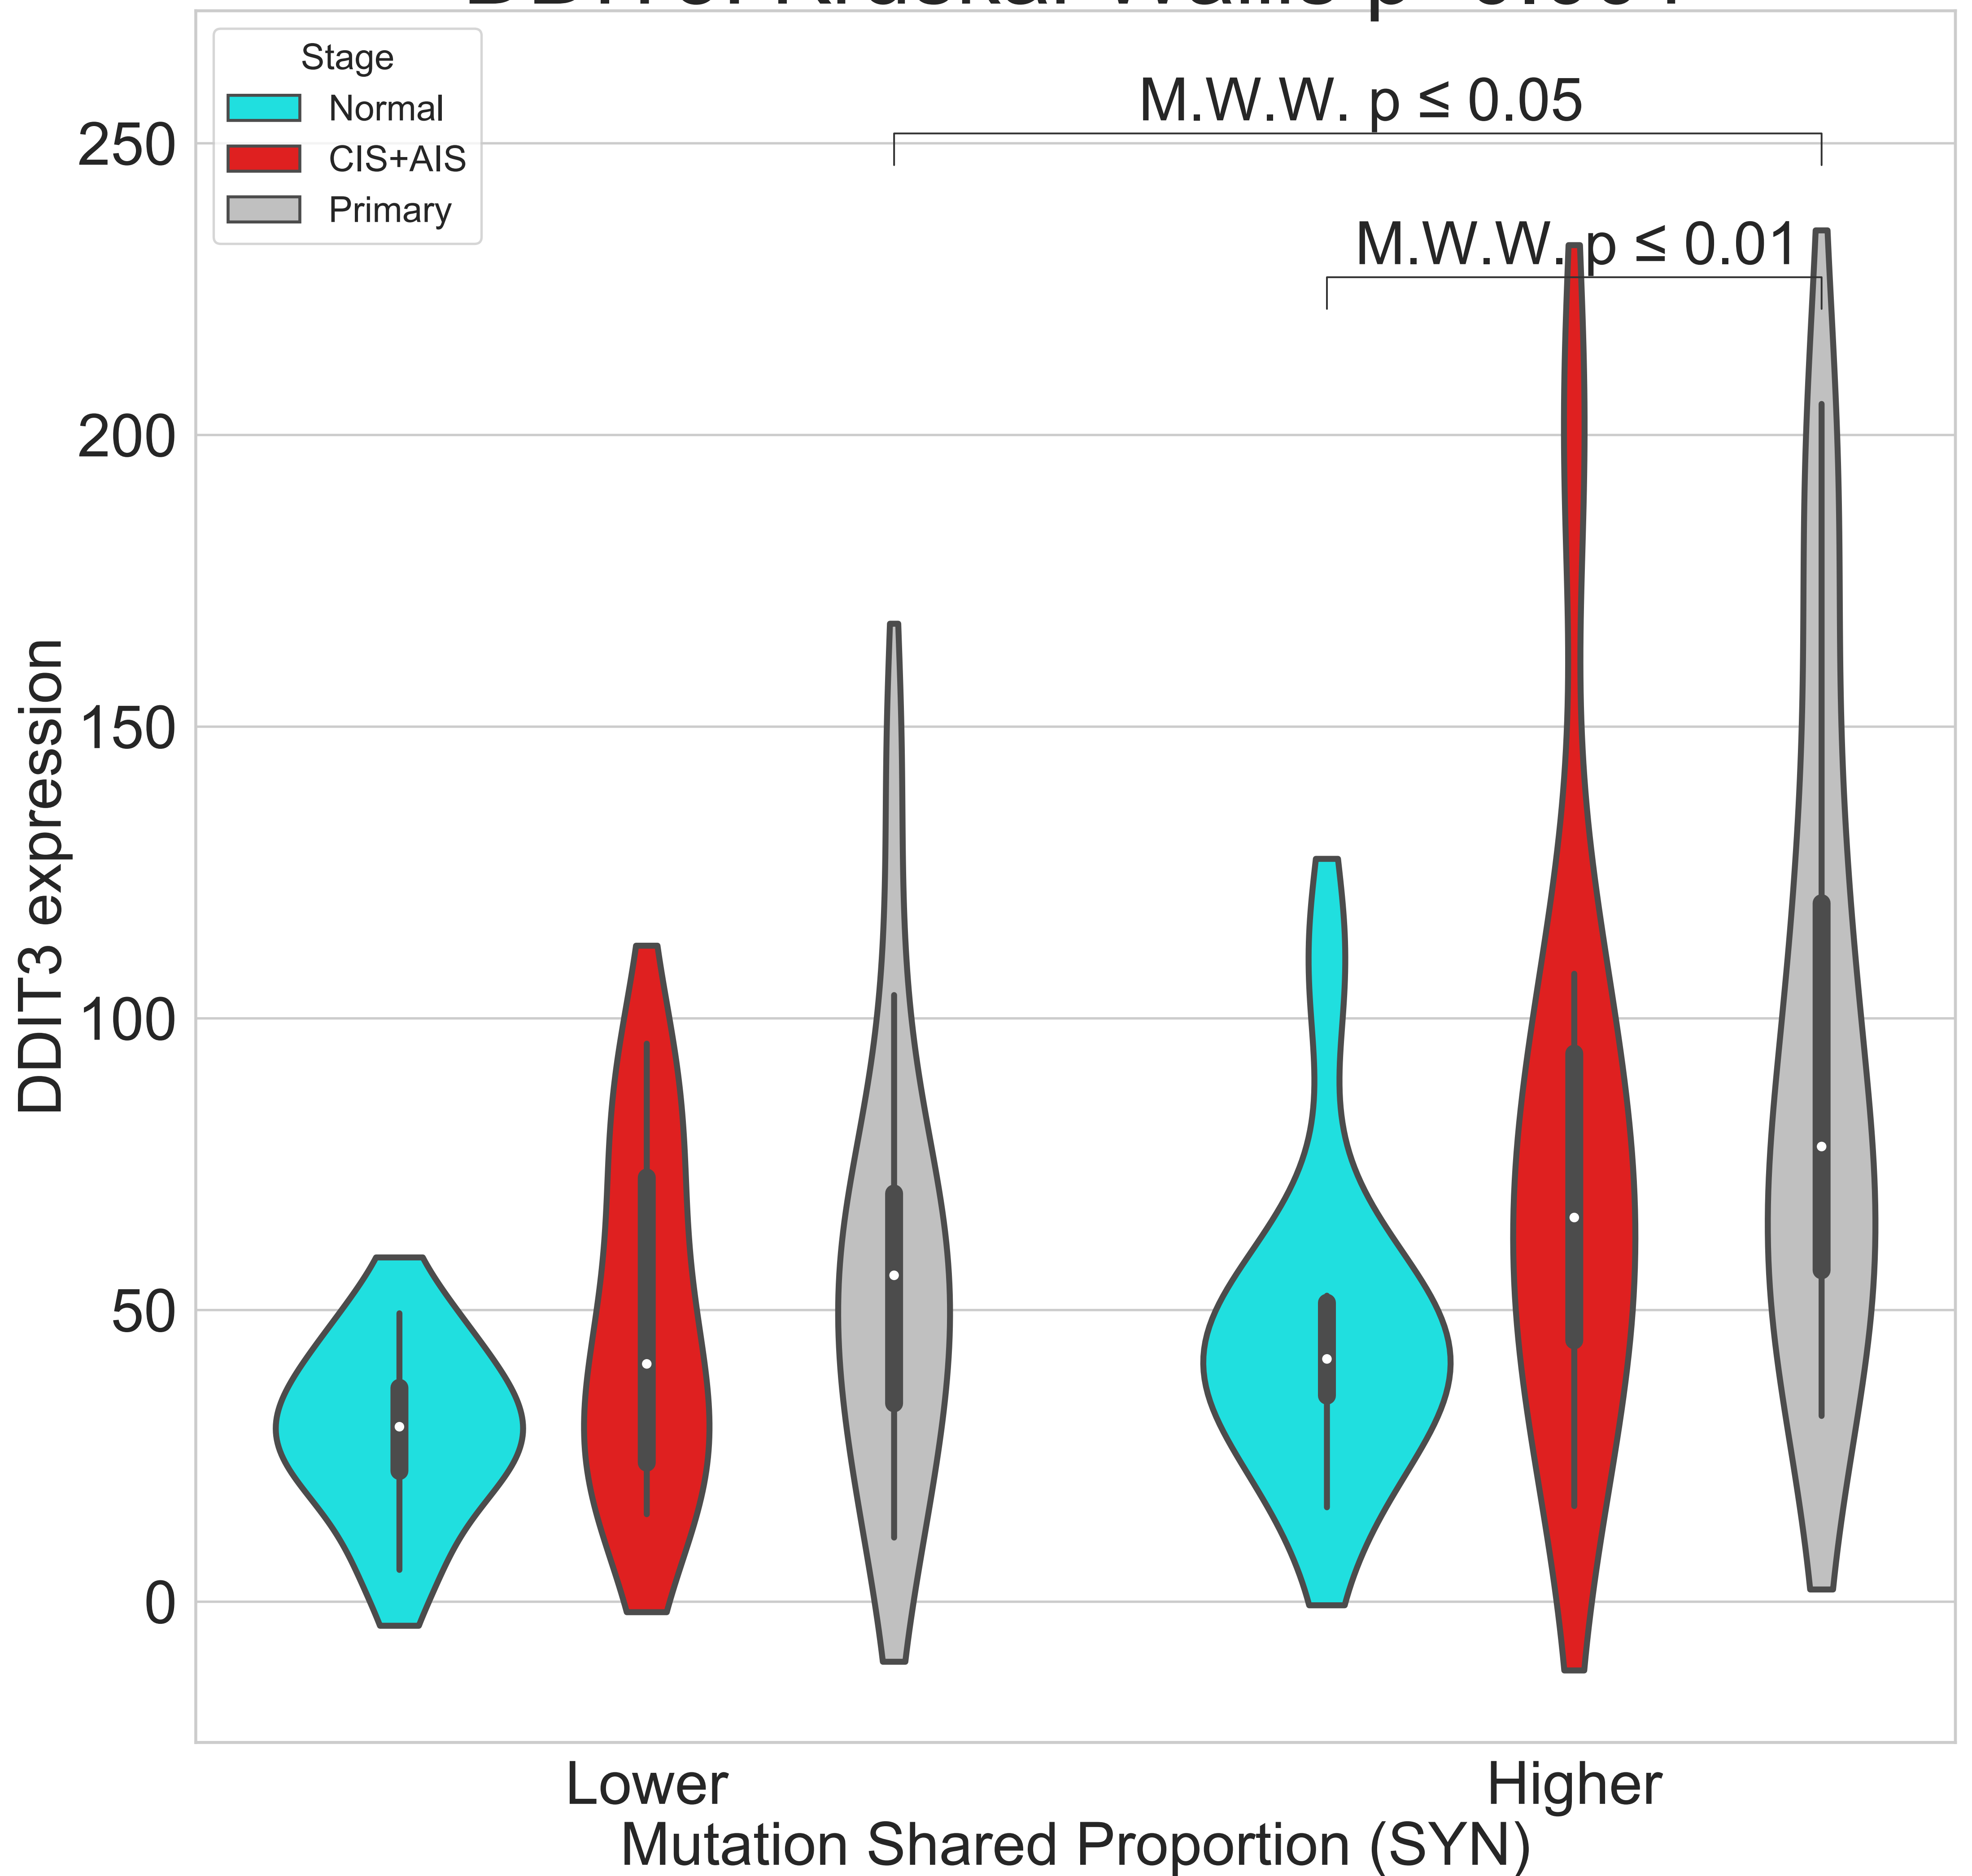 Stage
Normal
CIS+AIS
Primary
M.W.W. p ≤ 0.05
M.W.W. p ≤ 0.01
250
200
150
100
50
0
DDIT3 expression
Lower
Higher
Mutation Shared Proportion (SYN)